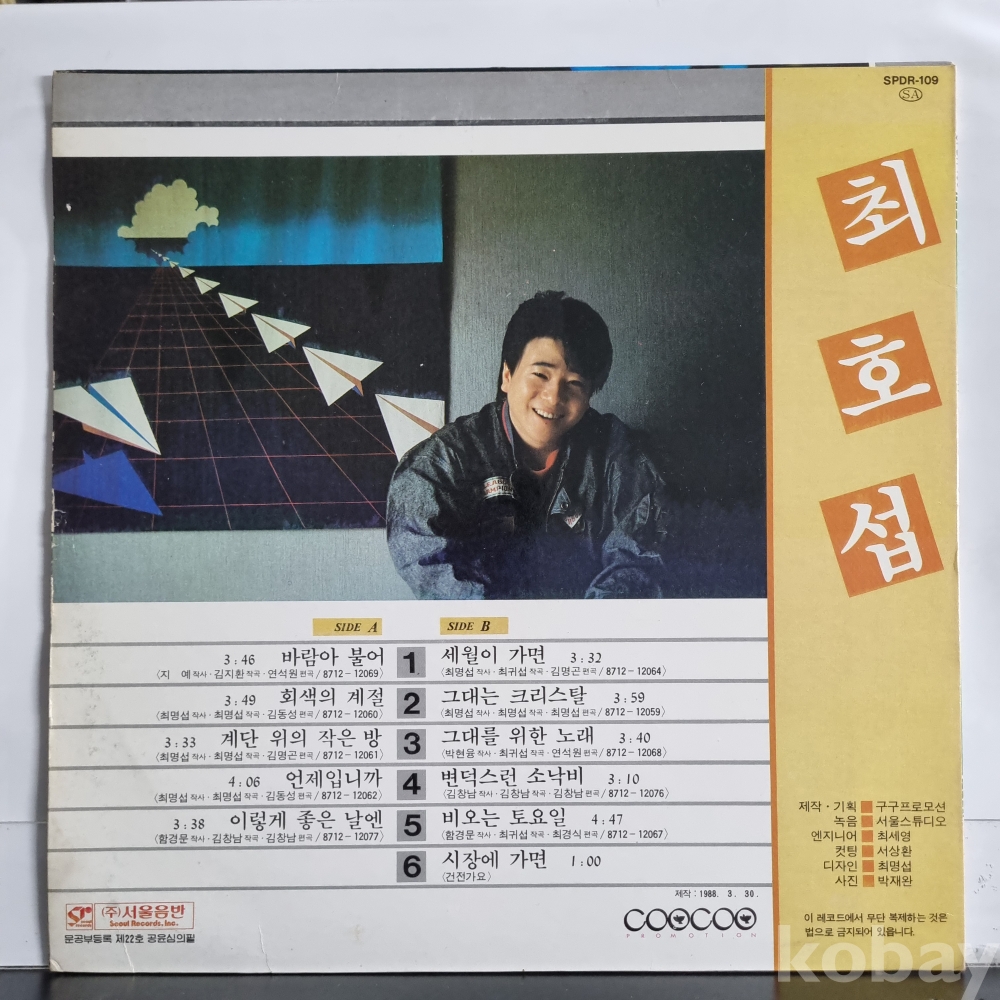 SPDR-109
SA
최
호
섭
SIDE A
3:46 바람아 불어
〈지 예 작사·김지환 작곡·연석원 편곡/8712-12069〉
3:49 회색의 계절
〈최명섭 작사·최명섭 작곡·김동성 편곡/8712-12060〉
3:33 계단 위의 작은 방
〈최명섭 작사·최명섭 작곡·김명곤 편곡/8712-12061〉
4:06 언제입니까
〈최명섭 작사·최명섭 작곡·김동성 편곡/8712-12062〉
3:38 이렇게 좋은 날엔
〈함경문 작사·김창남 작곡·김창남 편곡/8712-12077〉
SIDE B
1 세월이 가면 3:32
〈최명섭 작사·최귀섭 작곡·김명곤 편곡/8712-12064〉
2 그대는 크리스탈 3:59
〈최명섭 작사·최명섭 작곡·최명섭 편곡/8712-12059〉
3 그대를 위한 노래 3:40
〈박현융 작사·최귀섭 작곡·연석원 편곡/8712-12068〉
4 변덕스런 소낙비 3:10
〈김창남 작사·김창남 작곡·김창남 편곡/8712-12076〉
5 비오는 토요일 4:47
〈함경문 작사·최귀섭 작곡·최경식 편곡/8712-12067〉
6 시장에 가면 1:00
〈건전가요〉
제작·기획 구구프로모션
녹음 서울스튜디오
엔지니어 최세영
컷팅 서상환
디자인 최명섭
사진 박재완
이 레코드에서 무단 복제하는 것은
법으로 금지되어 있읍니다.
제작:1988. 3. 30.
COOCOO
PROMOTION
(주)서울음반
Seoul Records, Inc.
문공부등록 제22호 공윤심의필
kobay